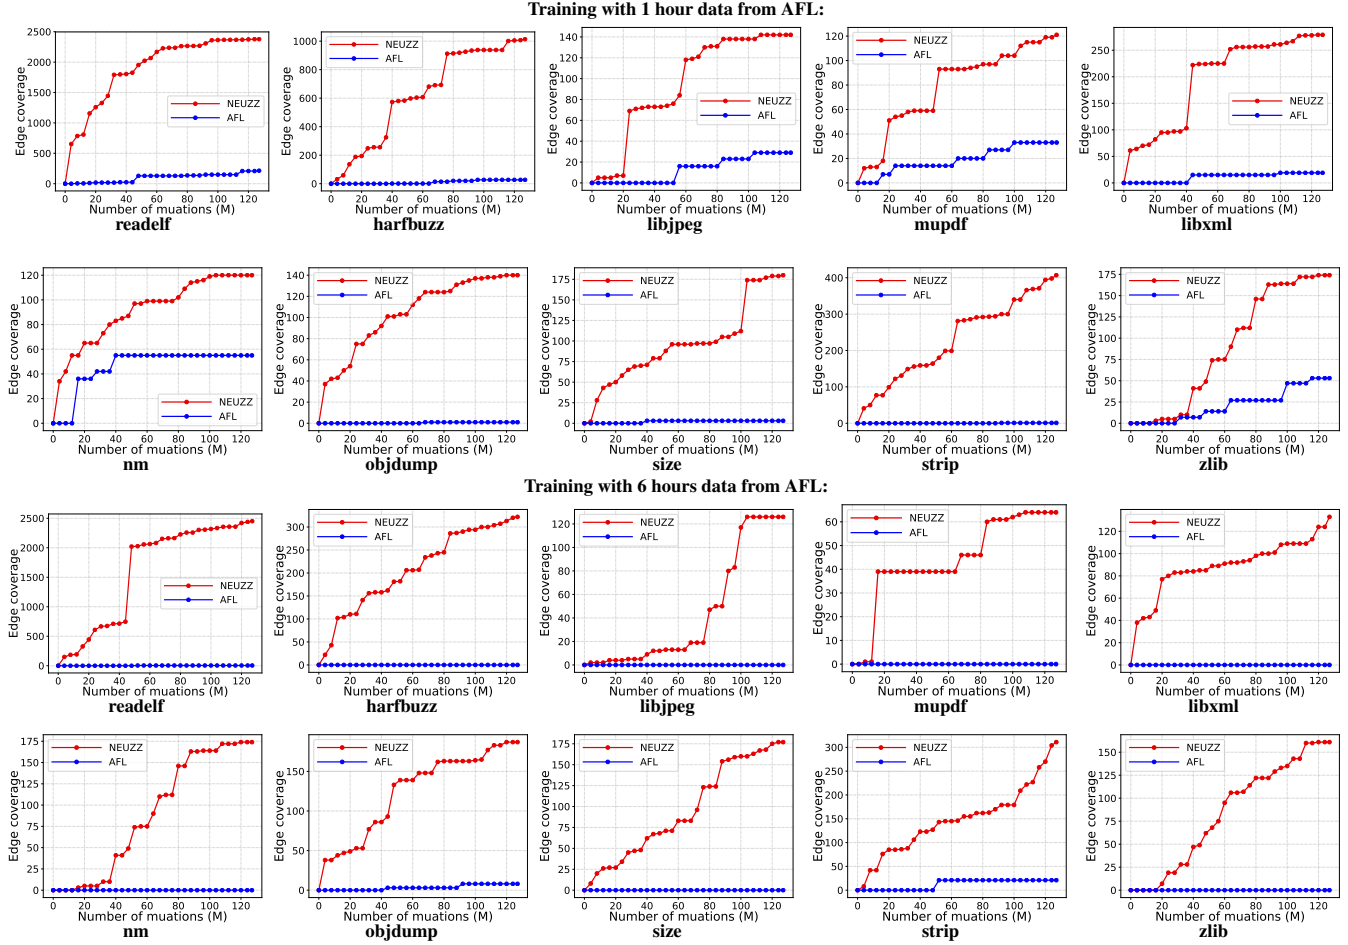 Training with 1 hour data from AFL:
Edge coverage
2500
2000
1500
1000
500
0
NEUZZ
AFL
0 20 40 60 80 100 120
Number of muations (M)
readelf
Edge coverage
1000
800
600
400
200
0
NEUZZ
AFL
0 20 40 60 80 100 120
Number of muations (M)
harfbuzz
Edge coverage
140
120
100
80
60
40
20
0
NEUZZ
AFL
0 20 40 60 80 100 120
Number of muations (M)
libjpeg
Edge coverage
120
100
80
60
40
20
0
NEUZZ
AFL
0 20 40 60 80 100 120
Number of muations (M)
mupdf
Edge coverage
250
200
150
100
50
0
NEUZZ
AFL
0 20 40 60 80 100 120
Number of muations (M)
libxml
Edge coverage
120
100
80
60
40
20
0
NEUZZ
AFL
0 20 40 60 80 100 120
Number of muations (M)
nm
Edge coverage
140
120
100
80
60
40
20
0
NEUZZ
AFL
0 20 40 60 80 100 120
Number of muations (M)
objdump
Edge coverage
175
150
125
100
75
50
25
0
NEUZZ
AFL
0 20 40 60 80 100 120
Number of muations (M)
size
Edge coverage
400
300
200
100
0
NEUZZ
AFL
0 20 40 60 80 100 120
Number of muations (M)
strip
Edge coverage
175
150
125
100
75
50
25
0
NEUZZ
AFL
0 20 40 60 80 100 120
Number of muations (M)
zlib
Training with 6 hours data from AFL:
Edge coverage
2500
2000
1500
1000
500
0
NEUZZ
AFL
0 20 40 60 80 100 120
Number of muations (M)
readelf
Edge coverage
300
250
200
150
100
50
0
NEUZZ
AFL
0 20 40 60 80 100 120
Number of muations (M)
harfbuzz
Edge coverage
120
100
80
60
40
20
0
NEUZZ
AFL
0 20 40 60 80 100 120
Number of muations (M)
libjpeg
Edge coverage
60
50
40
30
20
10
0
NEUZZ
AFL
0 20 40 60 80 100 120
Number of muations (M)
mupdf
Edge coverage
120
100
80
60
40
20
0
NEUZZ
AFL
0 20 40 60 80 100 120
Number of muations (M)
libxml
Edge coverage
175
150
125
100
75
50
25
0
NEUZZ
AFL
0 20 40 60 80 100 120
Number of muations (M)
nm
Edge coverage
150
100
50
0
NEUZZ
AFL
0 20 40 60 80 100 120
Number of muations (M)
objdump
Edge coverage
175
150
125
100
75
50
25
0
NEUZZ
AFL
0 20 40 60 80 100 120
Number of muations (M)
size
Edge coverage
300
250
200
150
100
50
0
NEUZZ
AFL
0 20 40 60 80 100 120
Number of muations (M)
strip
Edge coverage
150
125
100
75
50
25
0
NEUZZ
AFL
0 20 40 60 80 100 120
Number of muations (M)
zlib